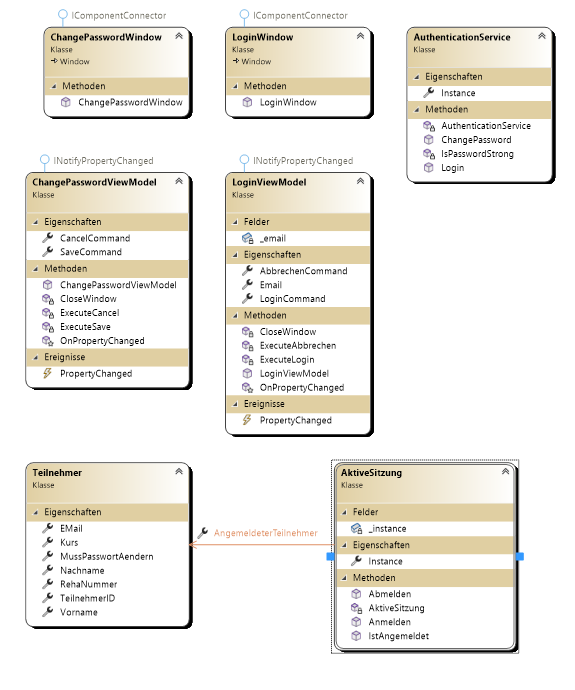 IComponentConnector
ChangePasswordWindow
Klasse
Window
Methoden
ChangePasswordWindow
IComponentConnector
LoginWindow
Klasse
Window
Methoden
LoginWindow
AuthenticationService
Klasse
Eigenschaften
Instance
Methoden
AuthenticationService
ChangePassword
IsPasswordStrong
Login
INotifyPropertyChanged
ChangePasswordViewModel
Klasse
Eigenschaften
CancelCommand
SaveCommand
Methoden
ChangePasswordViewModel
CloseWindow
ExecuteCancel
ExecuteSave
OnPropertyChanged
Ereignisse
PropertyChanged
INotifyPropertyChanged
LoginViewModel
Klasse
Felder
_email
Eigenschaften
AbbrechenCommand
Email
LoginCommand
Methoden
CloseWindow
ExecuteAbbrechen
ExecuteLogin
LoginViewModel
OnPropertyChanged
Ereignisse
PropertyChanged
Teilnehmer
Klasse
Eigenschaften
EMail
Kurs
MussPasswortAendern
Nachname
RehaNummer
TeilnehmerID
Vorname
AngemeldeterTeilnehmer
AktiveSitzung
Klasse
Felder
_instance
Eigenschaften
Instance
Methoden
Abmelden
AktiveSitzung
Anmelden
IstAngemeldet